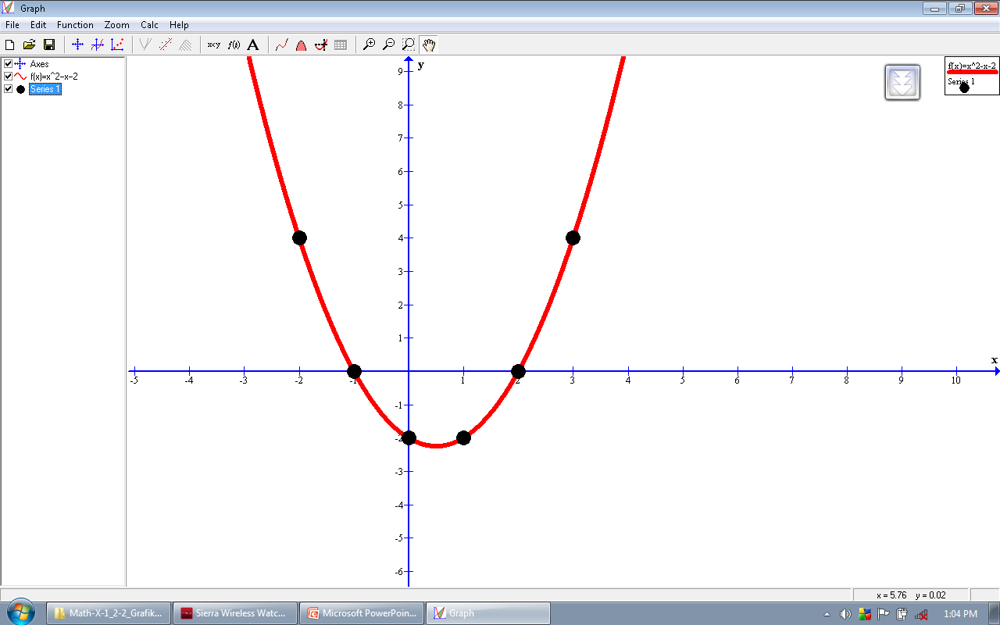 Graph
File Edit Function Zoom Calc Help
Axes
f(x)=x^2-x-2
Series 1
f(x)=x^2-x-2
Series 1
y
9
8
7
6
5
4
3
2
1
x
-5 -4 -3 -2 -1 1 2 3 4 5 6 7 8 9 10
-1
-2
-3
-4
-5
-6
x = 5.76 y = 0.02
Math-X-1_2-2_Grafik... Sierra Wireless Watc... Microsoft PowerPoin... Graph 1:04 PM